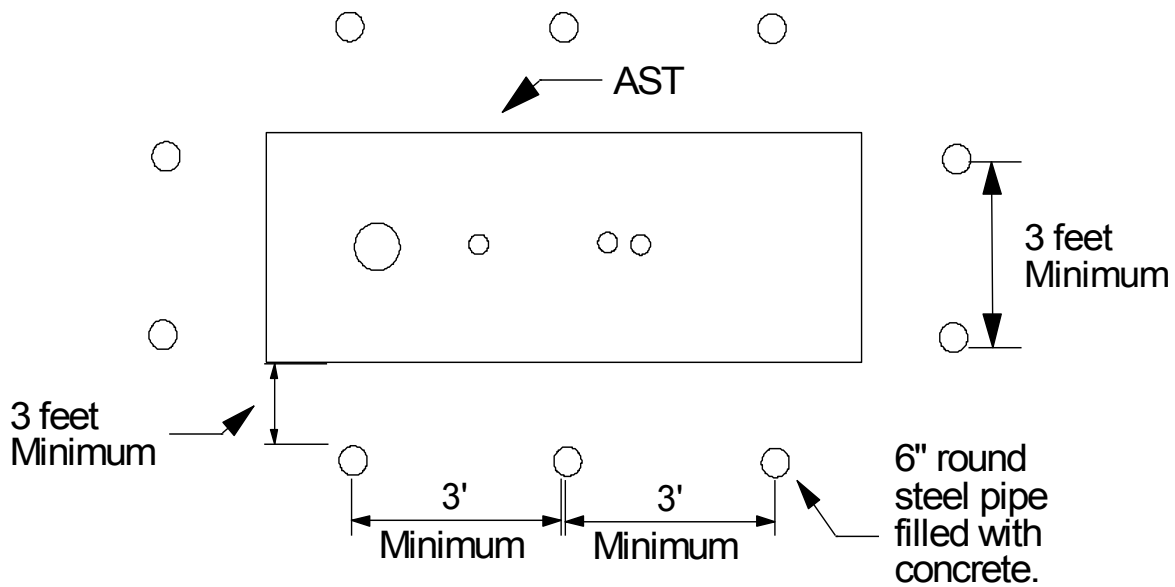 AST
3 feet
Minimum
3 feet
Minimum
3'
Minimum
3'
Minimum
6" round
steel pipe
filled with
concrete.